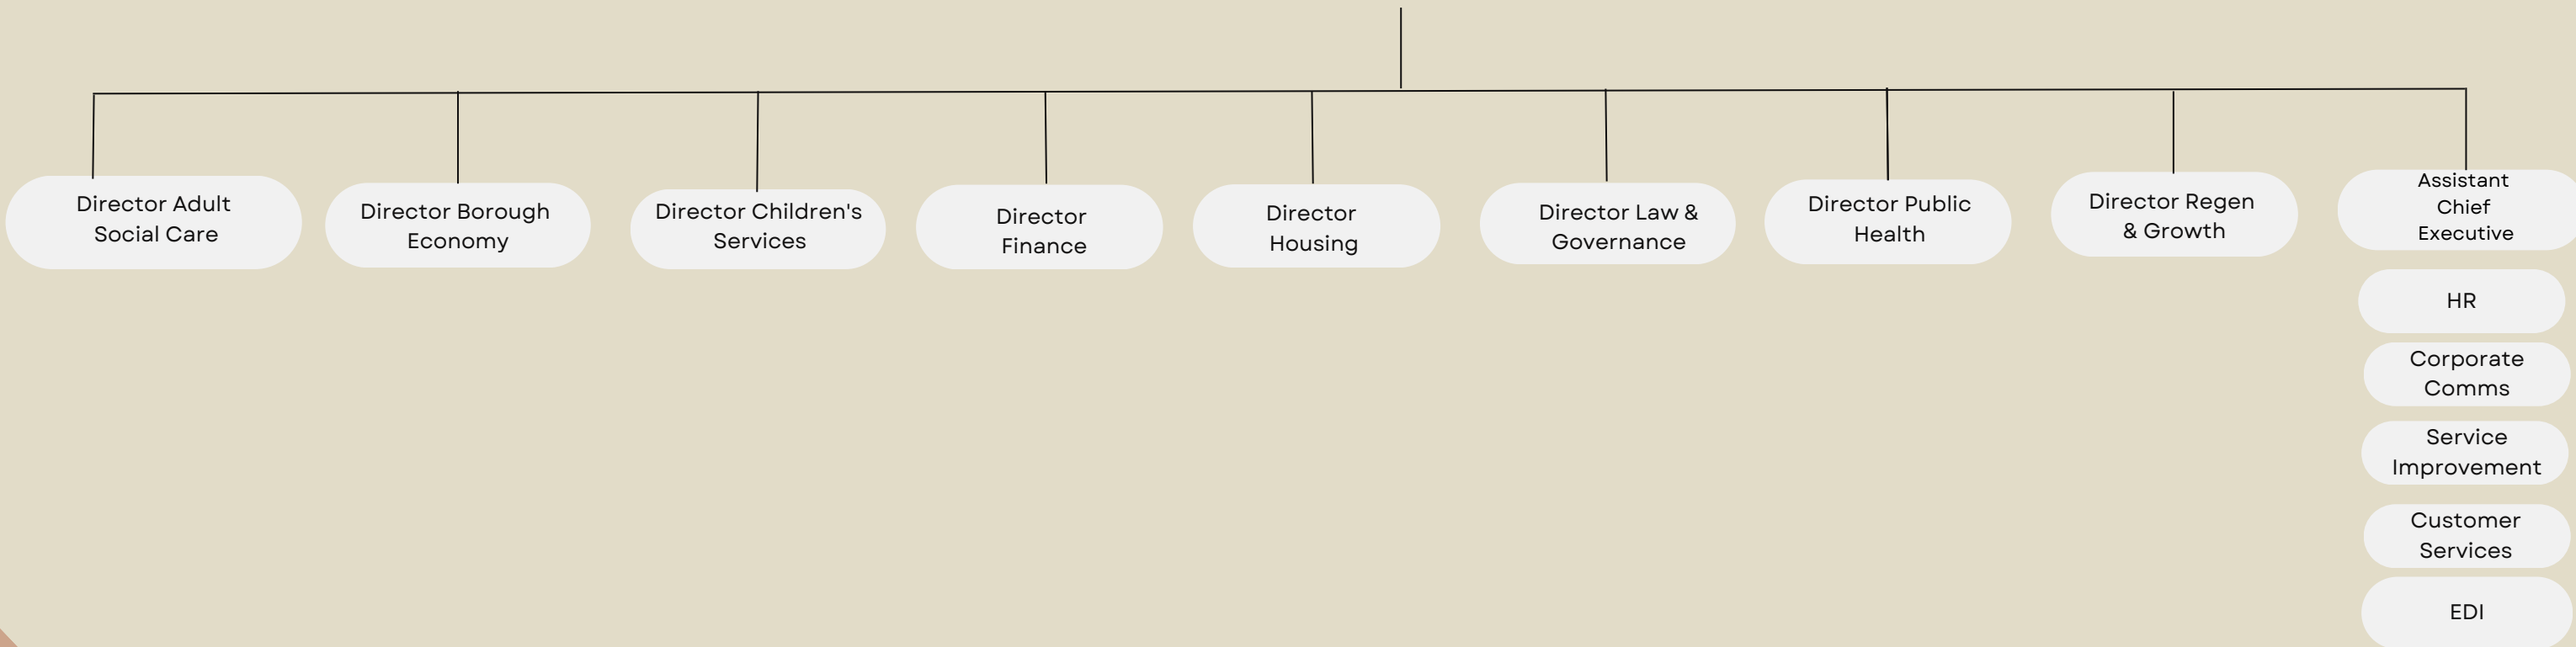 Director Adult
Social Care
Director Borough
Economy
Director Children's
Services
Director
Finance
Director
Housing
Director Law &
Governance
Director Public
Health
Director Regen
& Growth
Assistant
Chief
Executive
HR
Corporate
Comms
Service
Improvement
Customer
Services
EDI